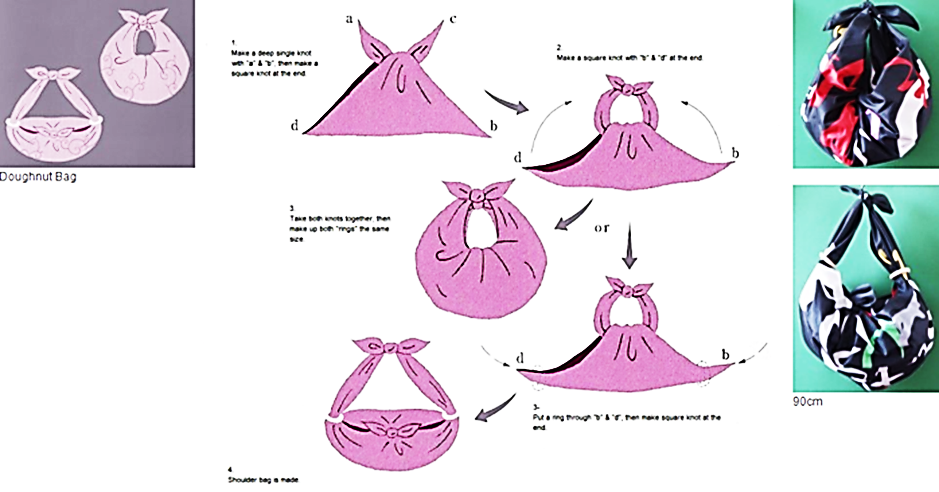 Doughnut Bag
1.
Make a deep single knot
with "a" & "b", then make a
square knot at the end.
a
c
d
b
2.
Make a square knot with "b" & "d" at the end.
d
b
3.
Take both knots together, then
make up both "rings" the same
size.
or
d
b
3-
Put a ring through "b" & "d", then make square knot at the
end.
4.
Shoulder bag is made.
90cm